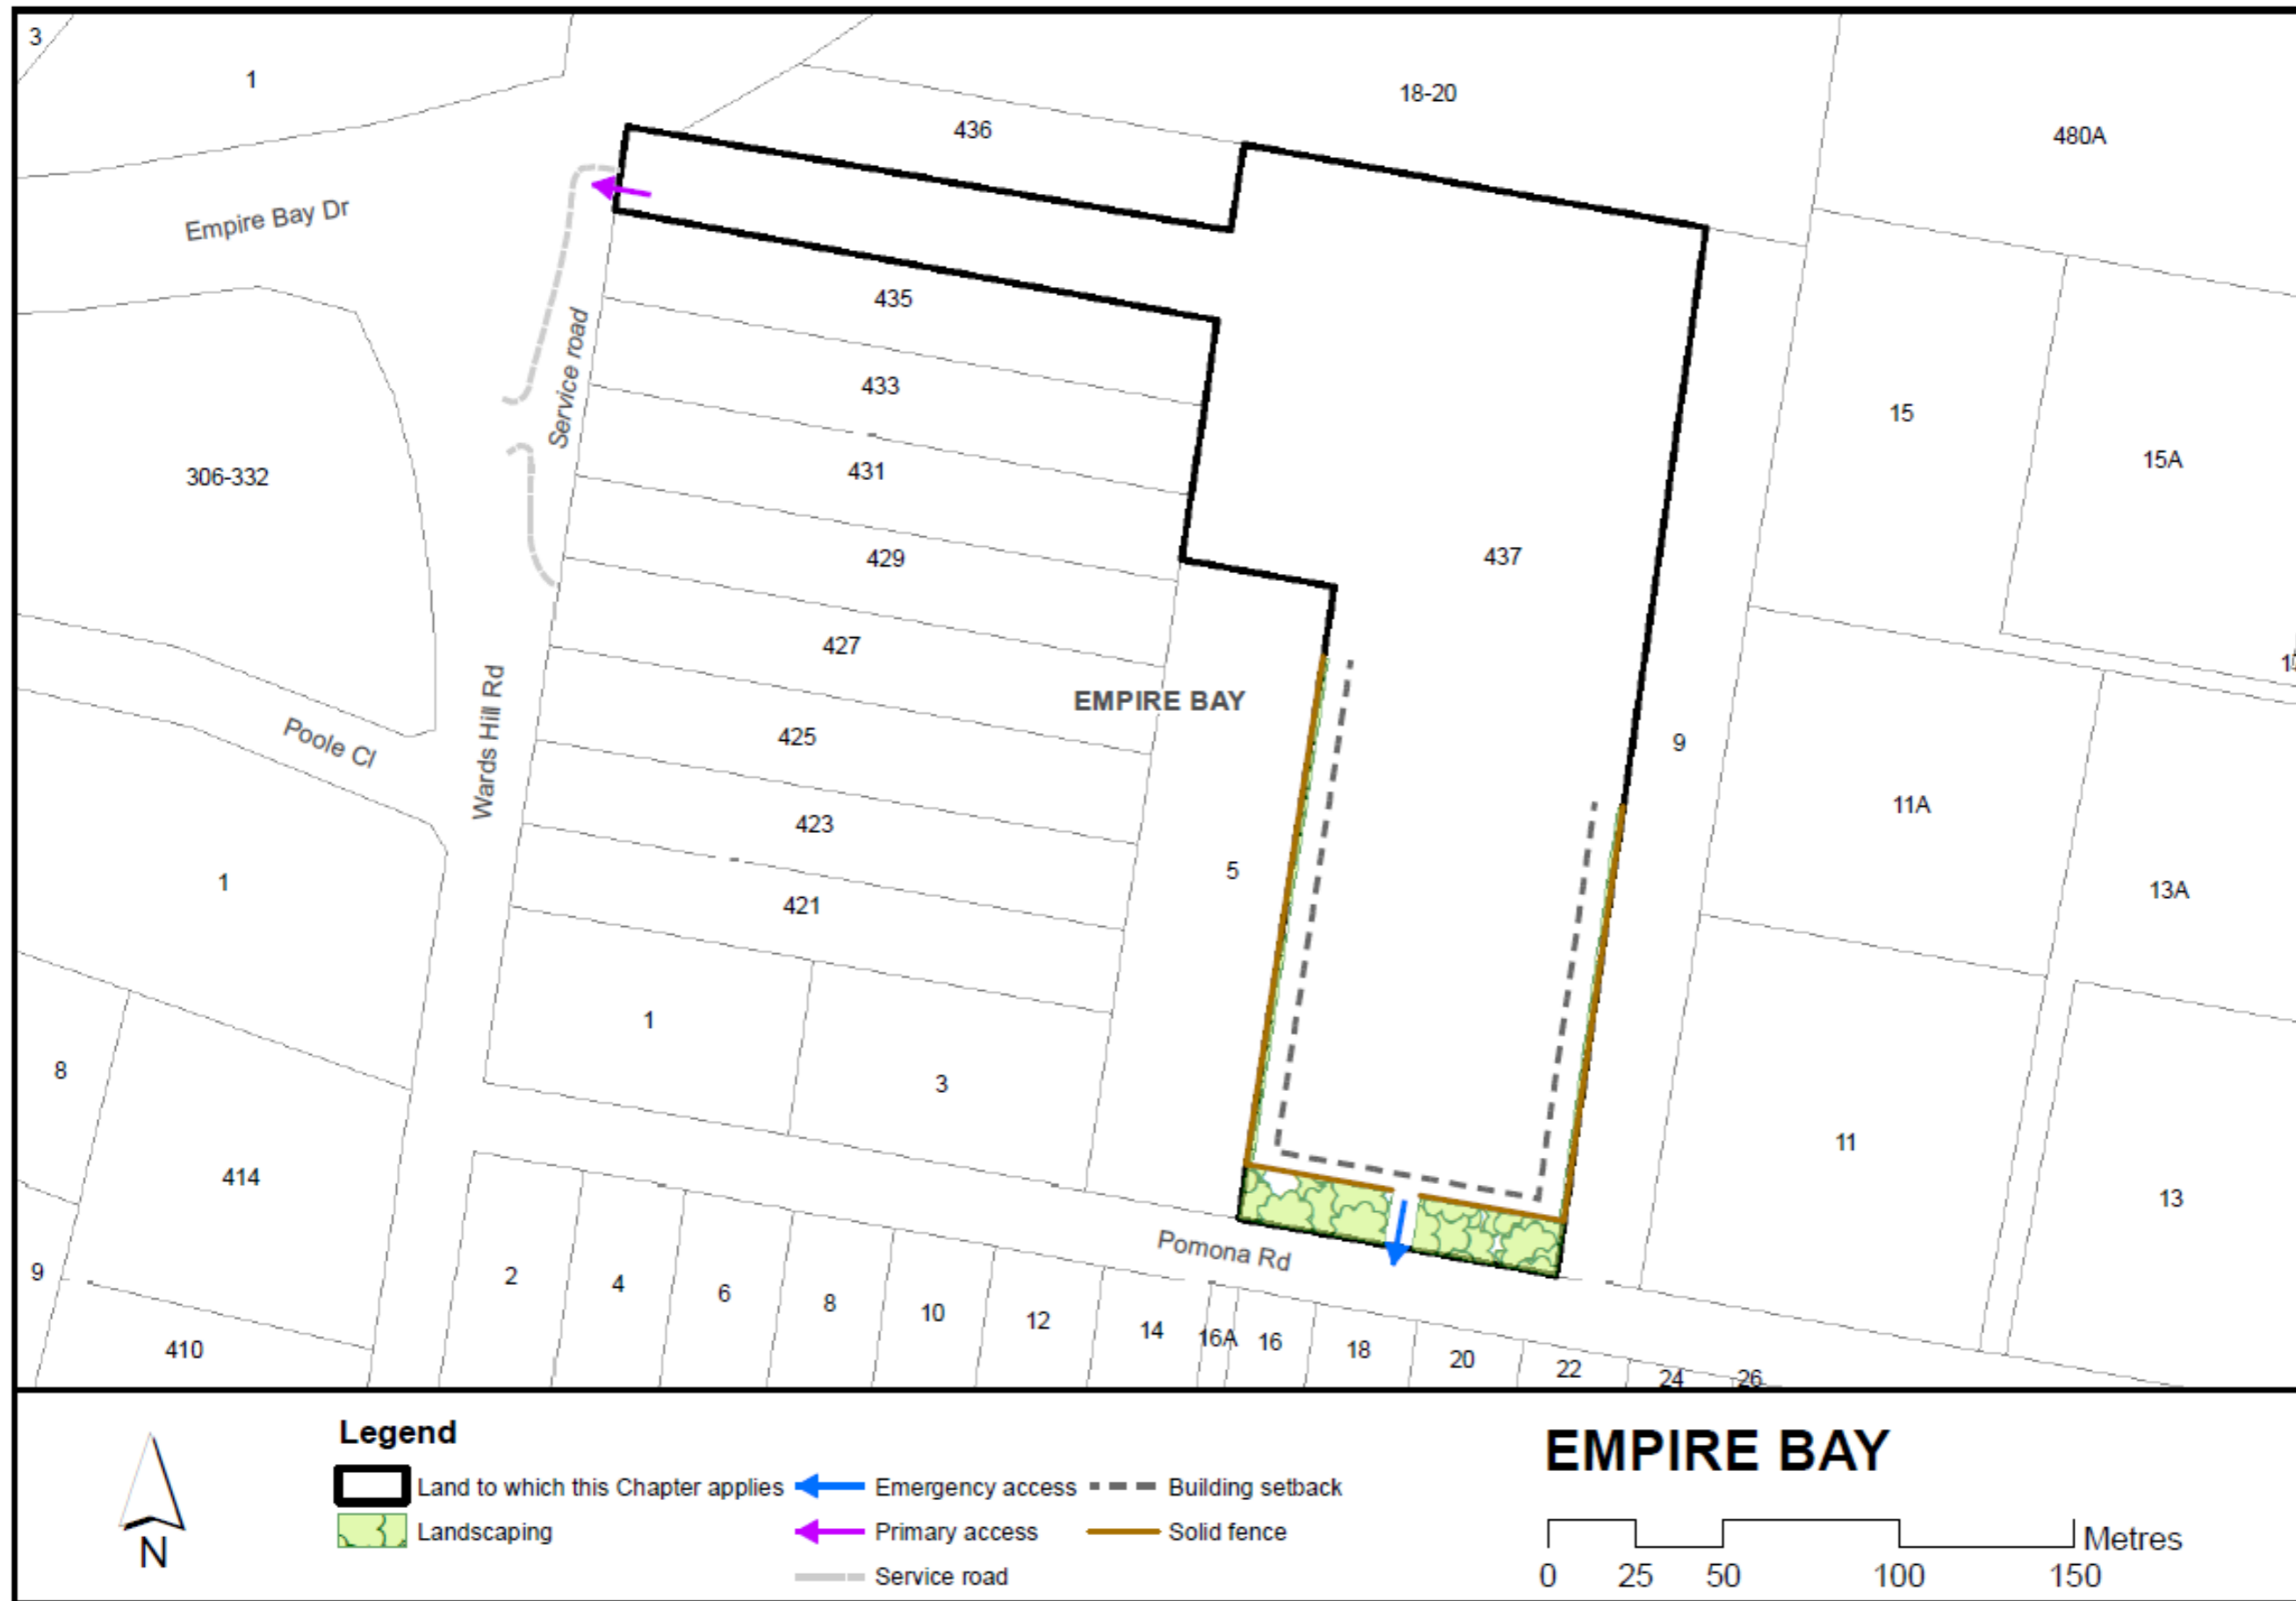 3
1
18-20
436
480A
Empire Bay Dr
435
Service road
433
15
431
15A
306-332
429
437
427
EMPIRE BAY
Wards Hill Rd
Poole Cl
425
9
11A
423
5
1
13A
421
1
8
3
11
414
13
Pomona Rd
9
2
4
6
8
10
12
14
16A
16
18
20
22
24
26
410
Legend
Land to which this Chapter applies
Landscaping
Emergency access
Primary access
Service road
Building setback
Solid fence
N
EMPIRE BAY
Metres
0 25 50 100 150